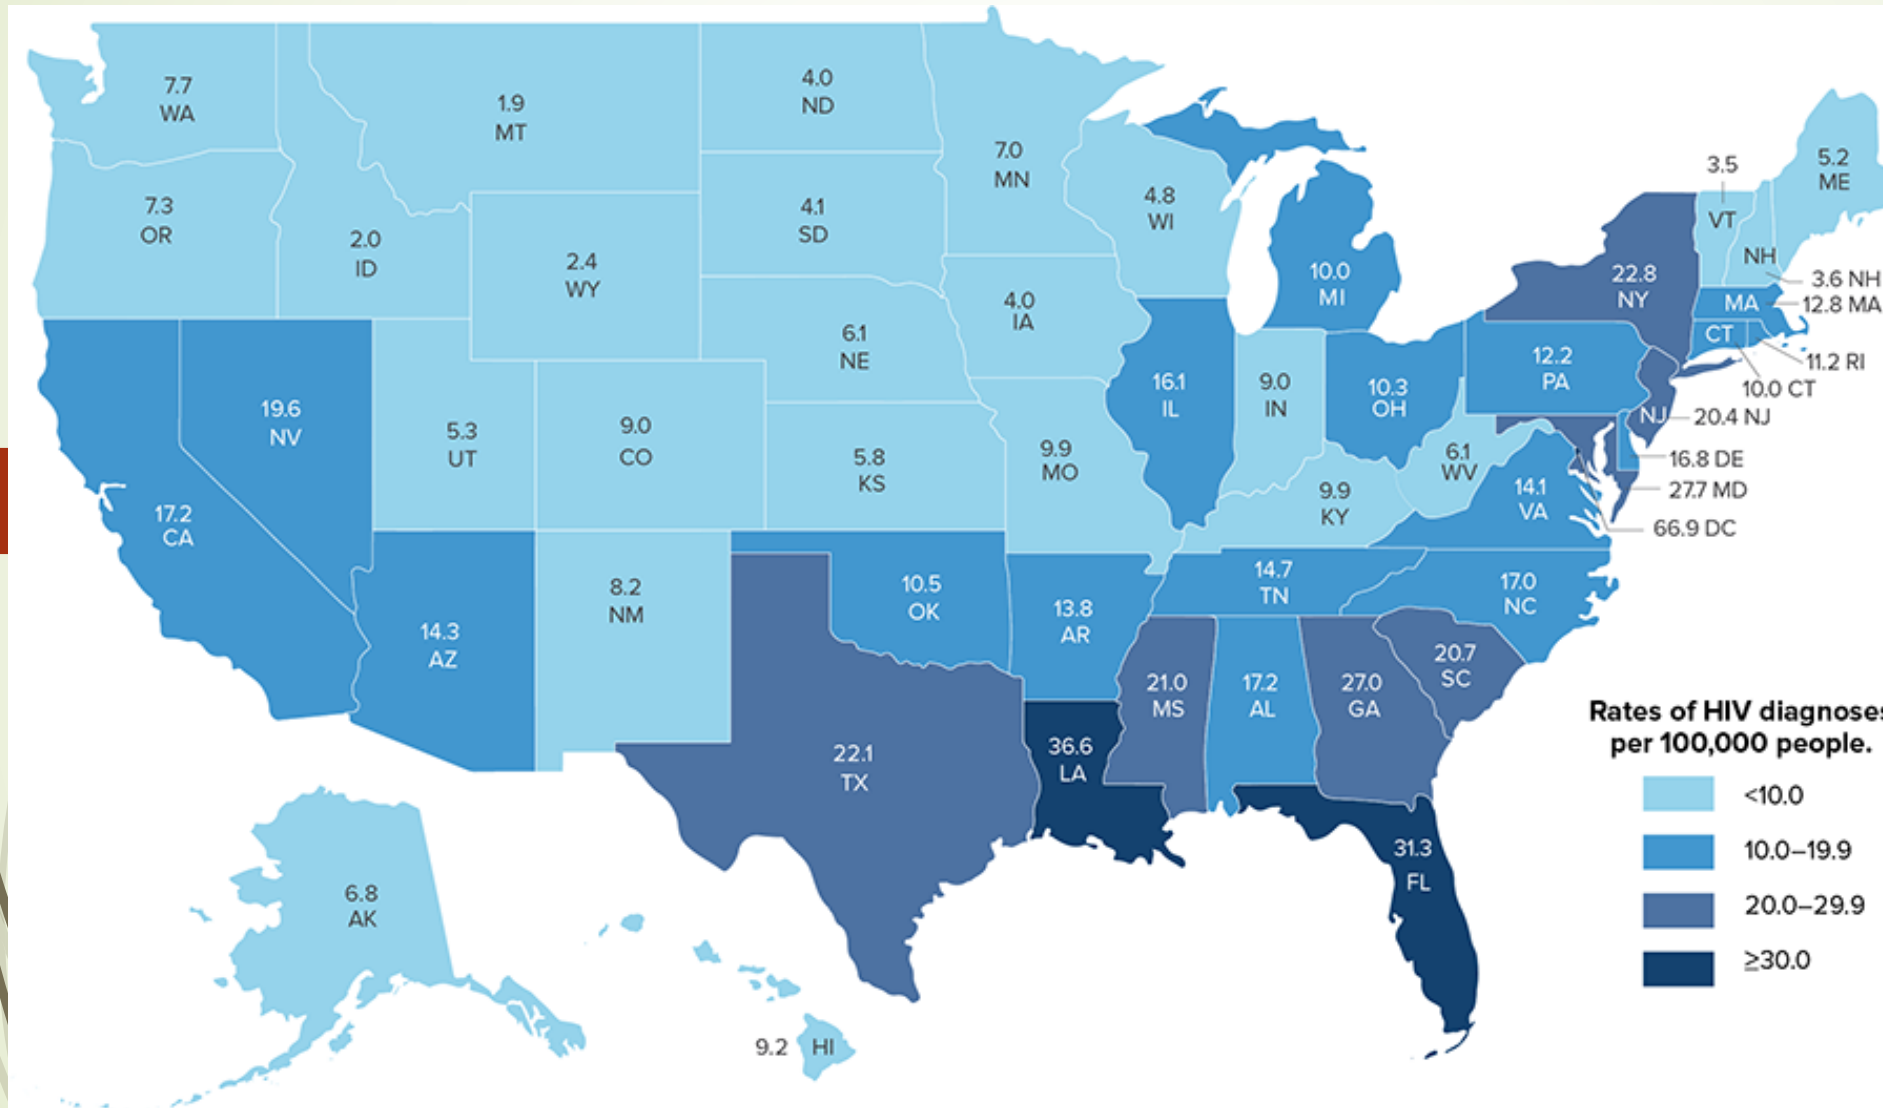 7.7
WA
1.9
MT
4.0
ND
7.0
MN
4.8
WI
3.5
VT
5.2
ME
7.3
OR
2.0
ID
2.4
WY
4.1
SD
4.0
IA
10.0
MI
22.8
NY
NH
3.6 NH
MA
12.8 MA
CT
11.2 RI
10.0 CT
6.1
NE
16.1
IL
9.0
IN
10.3
OH
12.2
PA
NJ
20.4 NJ
19.6
NV
5.3
UT
9.0
CO
5.8
KS
9.9
MO
9.9
KY
6.1
WV
14.1
VA
16.8 DE
27.7 MD
66.9 DC
17.2
CA
14.3
AZ
8.2
NM
10.5
OK
13.8
AR
14.7
TN
17.0
NC
22.1
TX
36.6
LA
21.0
MS
17.2
AL
27.0
GA
20.7
SC
31.3
FL
6.8
AK
9.2
HI
Rates of HIV diagnoses
per 100,000 people.
<10.0
10.0–19.9
20.0–29.9
≥30.0